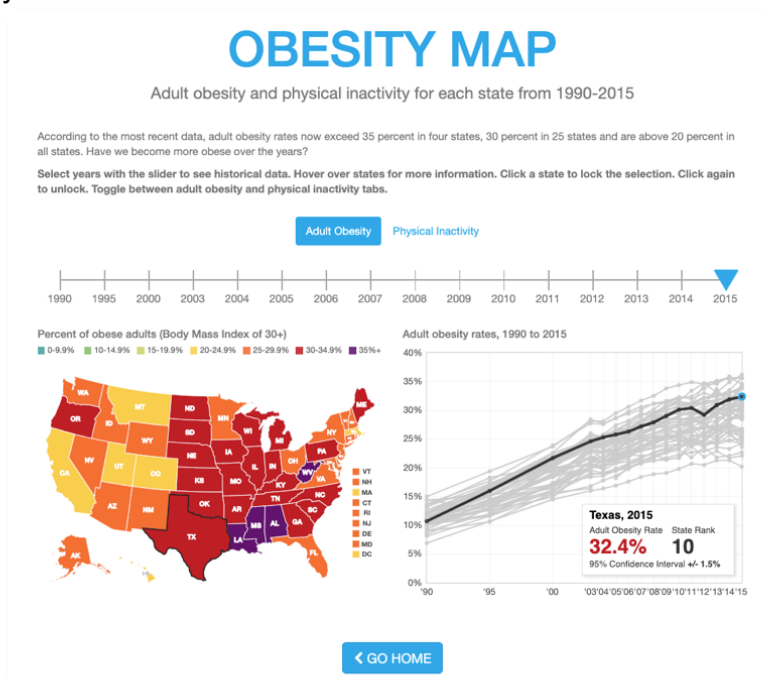 OBESITY MAP
Adult obesity and physical inactivity for each state from 1990-2015
According to the most recent data, adult obesity rates now exceed 35 percent in four states, 30 percent in 25 states and are above 20 percent in
all states. Have we become more obese over the years?
Select years with the slider to see historical data. Hover over states for more information. Click a state to lock the selection. Click again
to unlock. Toggle between adult obesity and physical inactivity tabs.
Adult Obesity Physical Inactivity
1990 1995 2000 2003 2004 2005 2006 2007 2008 2009 2010 2011 2012 2013 2014 2015
Percent of obese adults (Body Mass Index of 30+)
0-9.9% 10-14.9% 15-19.9% 20-24.9% 25-29.9% 30-34.9% 35%+
WA
MT
ND
ME
OR
ID
MN
WI
MI
NY
SD
WY
NE
IA
PA
CA
NV
UT
CO
IL
IN
OH
WV
VA
KS
MO
KY
NC
TN
AZ
NM
OK
AR
SC
MS
AL
GA
TX
LA
FL
AK
HI
VT
NH
MA
CT
RI
NJ
DE
MD
DC
Adult obesity rates, 1990 to 2015
40%
35%
30%
25%
20%
15%
10%
5%
0%
'90 '95 '00 '03'04'05'06'07'08'09'10'11'12'13'14'15
Texas, 2015
Adult Obesity Rate State Rank
32.4% 10
95% Confidence Interval +/- 1.5%
GO HOME